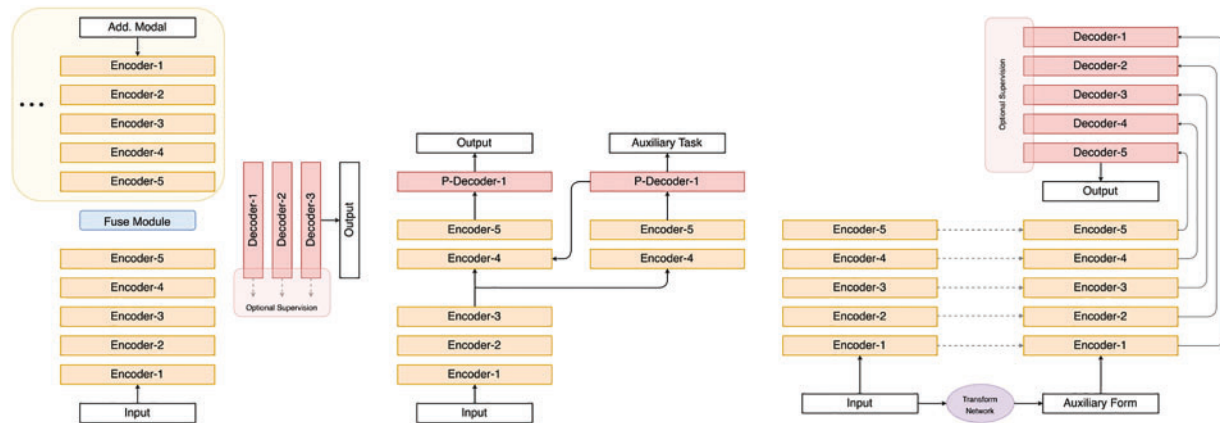 Add. Modal
Encoder-1
Encoder-2
...
Encoder-3
Encoder-4
Encoder-5
Fuse Module
Encoder-5
Encoder-4
Encoder-3
Encoder-2
Encoder-1
Input
Decoder-1
Decoder-2
Decoder-3
Output
Optional Supervision
Output
Auxiliary Task
P-Decoder-1
P-Decoder-1
Encoder-5
Encoder-5
Encoder-4
Encoder-4
Encoder-3
Encoder-2
Encoder-1
Input
Optional Supervision
Decoder-1
Decoder-2
Decoder-3
Decoder-4
Decoder-5
Output
Encoder-5
Encoder-5
Encoder-4
Encoder-4
Encoder-3
Encoder-3
Encoder-2
Encoder-2
Encoder-1
Encoder-1
Input
Transform
Network
Auxiliary Form